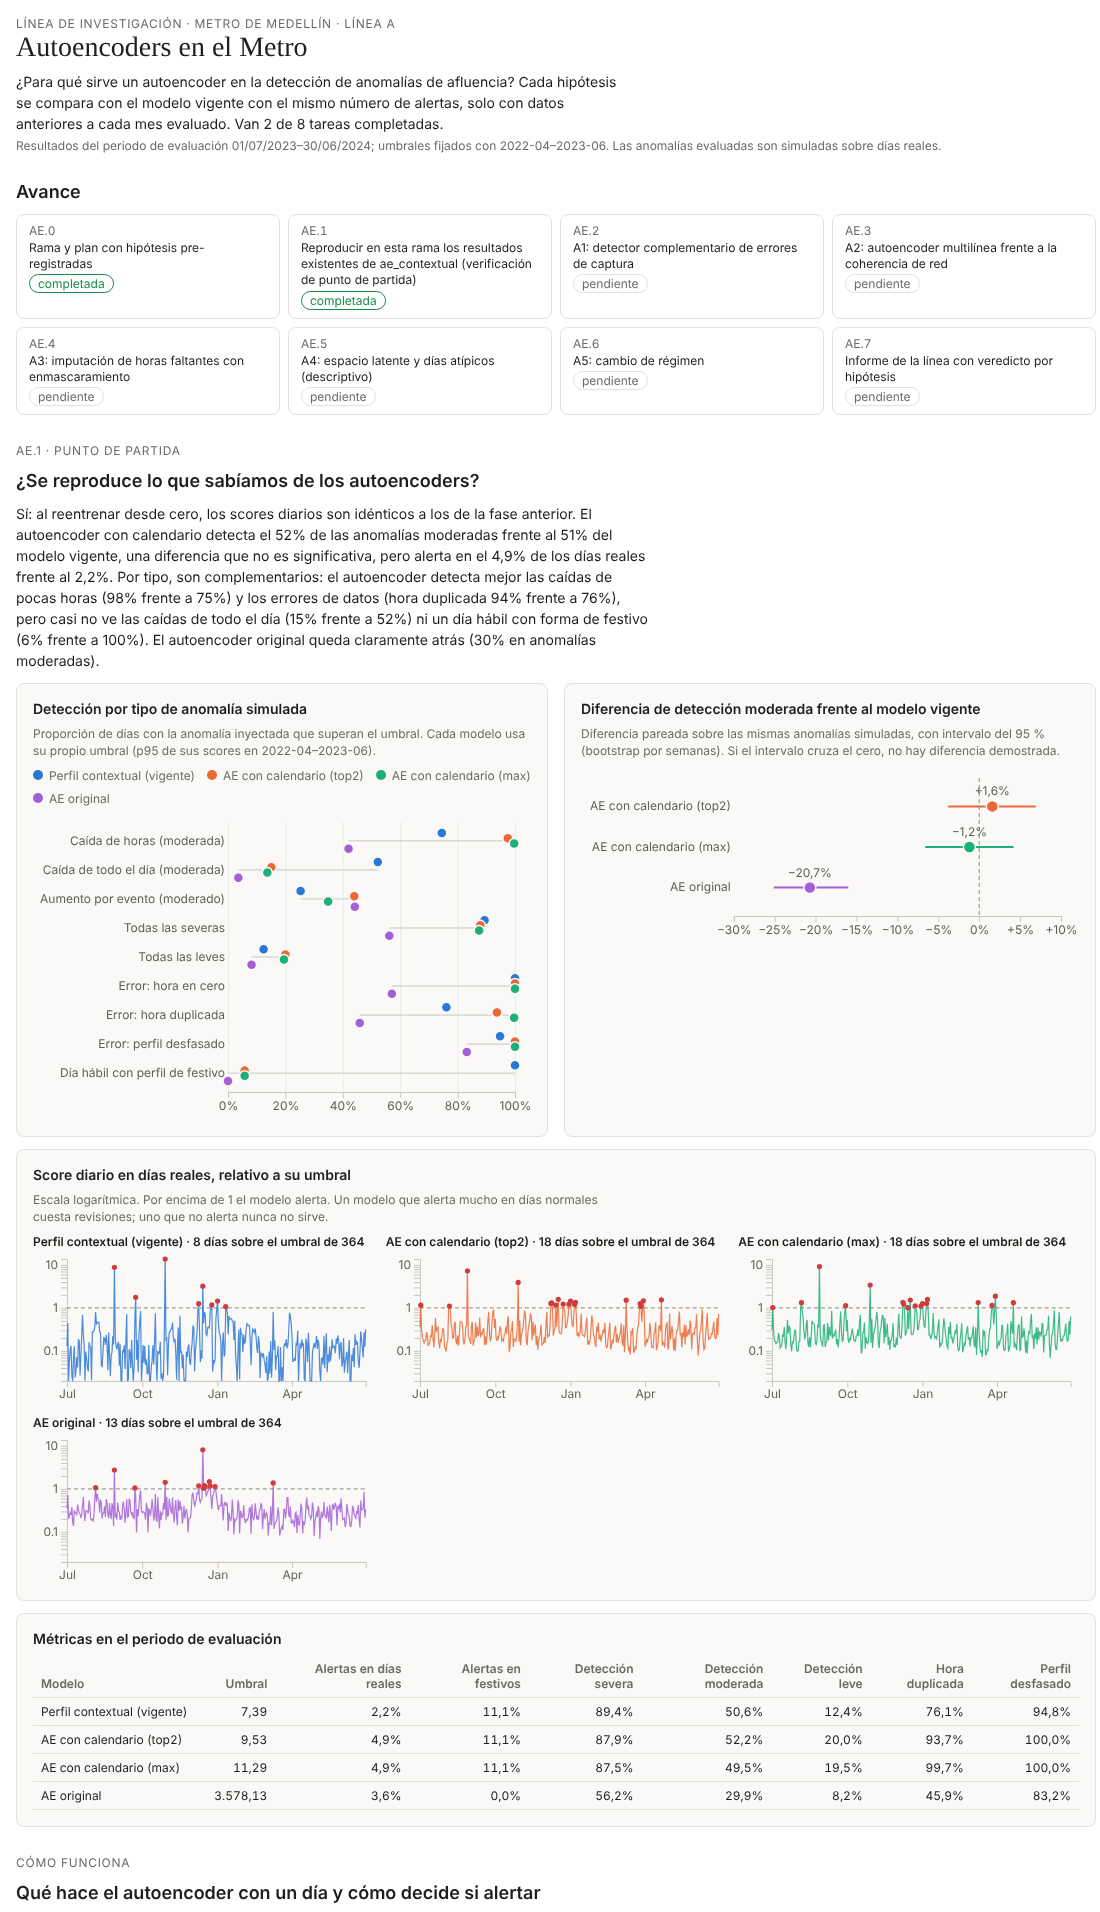 LÍNEA DE INVESTIGACIÓN · METRO DE MEDELLÍN · LÍNEA A
Autoencoders en el Metro
¿Para qué sirve un autoencoder en la detección de anomalías de afluencia? Cada hipótesis
se compara con el modelo vigente con el mismo número de alertas, solo con datos
anteriores a cada mes evaluado. Van 2 de 8 tareas completadas.
Resultados del periodo de evaluación 01/07/2023–30/06/2024; umbrales fijados con 2022-04–2023-06. Las anomalías evaluadas son simuladas sobre días reales.
Avance
AE.0
Rama y plan con hipótesis pre-
registradas
completada
AE.1
Reproducir en esta rama los resultados
existentes de ae_contextual (verificación
de punto de partida)
completada
AE.2
A1: detector complementario de errores
de captura
pendiente
AE.3
A2: autoencoder multilínea frente a la
coherencia de red
pendiente
AE.4
A3: imputación de horas faltantes con
enmascaramiento
pendiente
AE.5
A4: espacio latente y días atípicos
(descriptivo)
pendiente
AE.6
A5: cambio de régimen
pendiente
AE.7
Informe de la línea con veredicto por
hipótesis
pendiente
AE.1 · PUNTO DE PARTIDA
¿Se reproduce lo que sabíamos de los autoencoders?
Sí: al reentrenar desde cero, los scores diarios son idénticos a los de la fase anterior. El
autoencoder con calendario detecta el 52% de las anomalías moderadas frente al 51% del
modelo vigente, una diferencia que no es significativa, pero alerta en el 4,9% de los días reales
frente al 2,2%. Por tipo, son complementarios: el autoencoder detecta mejor las caídas de
pocas horas (98% frente a 75%) y los errores de datos (hora duplicada 94% frente a 76%),
pero casi no ve las caídas de todo el día (15% frente a 52%) ni un día hábil con forma de festivo
(6% frente a 100%). El autoencoder original queda claramente atrás (30% en anomalías
moderadas).
Detección por tipo de anomalía simulada
Proporción de días con la anomalía inyectada que superan el umbral. Cada modelo usa
su propio umbral (p95 de sus scores en 2022-04–2023-06).
Perfil contextual (vigente) AE con calendario (top2) AE con calendario (max)
AE original
Caída de horas (moderada)
Caída de todo el día (moderada)
Aumento por evento (moderado)
Todas las severas
Todas las leves
Error: hora en cero
Error: hora duplicada
Error: perfil desfasado
Día hábil con perfil de festivo
0% 20% 40% 60% 80% 100%
Diferencia de detección moderada frente al modelo vigente
Diferencia pareada sobre las mismas anomalías simuladas, con intervalo del 95 %
(bootstrap por semanas). Si el intervalo cruza el cero, no hay diferencia demostrada.
+1,6%
AE con calendario (top2)
−1,2%
AE con calendario (max)
−20,7%
AE original
−30% −25% −20% −15% −10% −5% 0% +5% +10%
Score diario en días reales, relativo a su umbral
Escala logarítmica. Por encima de 1 el modelo alerta. Un modelo que alerta mucho en días normales
cuesta revisiones; uno que no alerta nunca no sirve.
Perfil contextual (vigente) · 8 días sobre el umbral de 364
10
1
0.1
Jul Oct Jan Apr
AE con calendario (top2) · 18 días sobre el umbral de 364
10
1
0.1
Jul Oct Jan Apr
AE con calendario (max) · 18 días sobre el umbral de 364
10
1
0.1
Jul Oct Jan Apr
AE original · 13 días sobre el umbral de 364
10
1
0.1
Jul Oct Jan Apr
Métricas en el periodo de evaluación
Modelo Umbral Alertas en días reales Alertas en festivos Detección severa Detección moderada Detección leve Hora duplicada Perfil desfasado
Perfil contextual (vigente) 7,39 2,2% 11,1% 89,4% 50,6% 12,4% 76,1% 94,8%
AE con calendario (top2) 9,53 4,9% 11,1% 87,9% 52,2% 20,0% 93,7% 100,0%
AE con calendario (max) 11,29 4,9% 11,1% 87,5% 49,5% 19,5% 99,7% 100,0%
AE original 3.578,13 3,6% 0,0% 56,2% 29,9% 8,2% 45,9% 83,2%
CÓMO FUNCIONA
Qué hace el autoencoder con un día y cómo decide si alertar